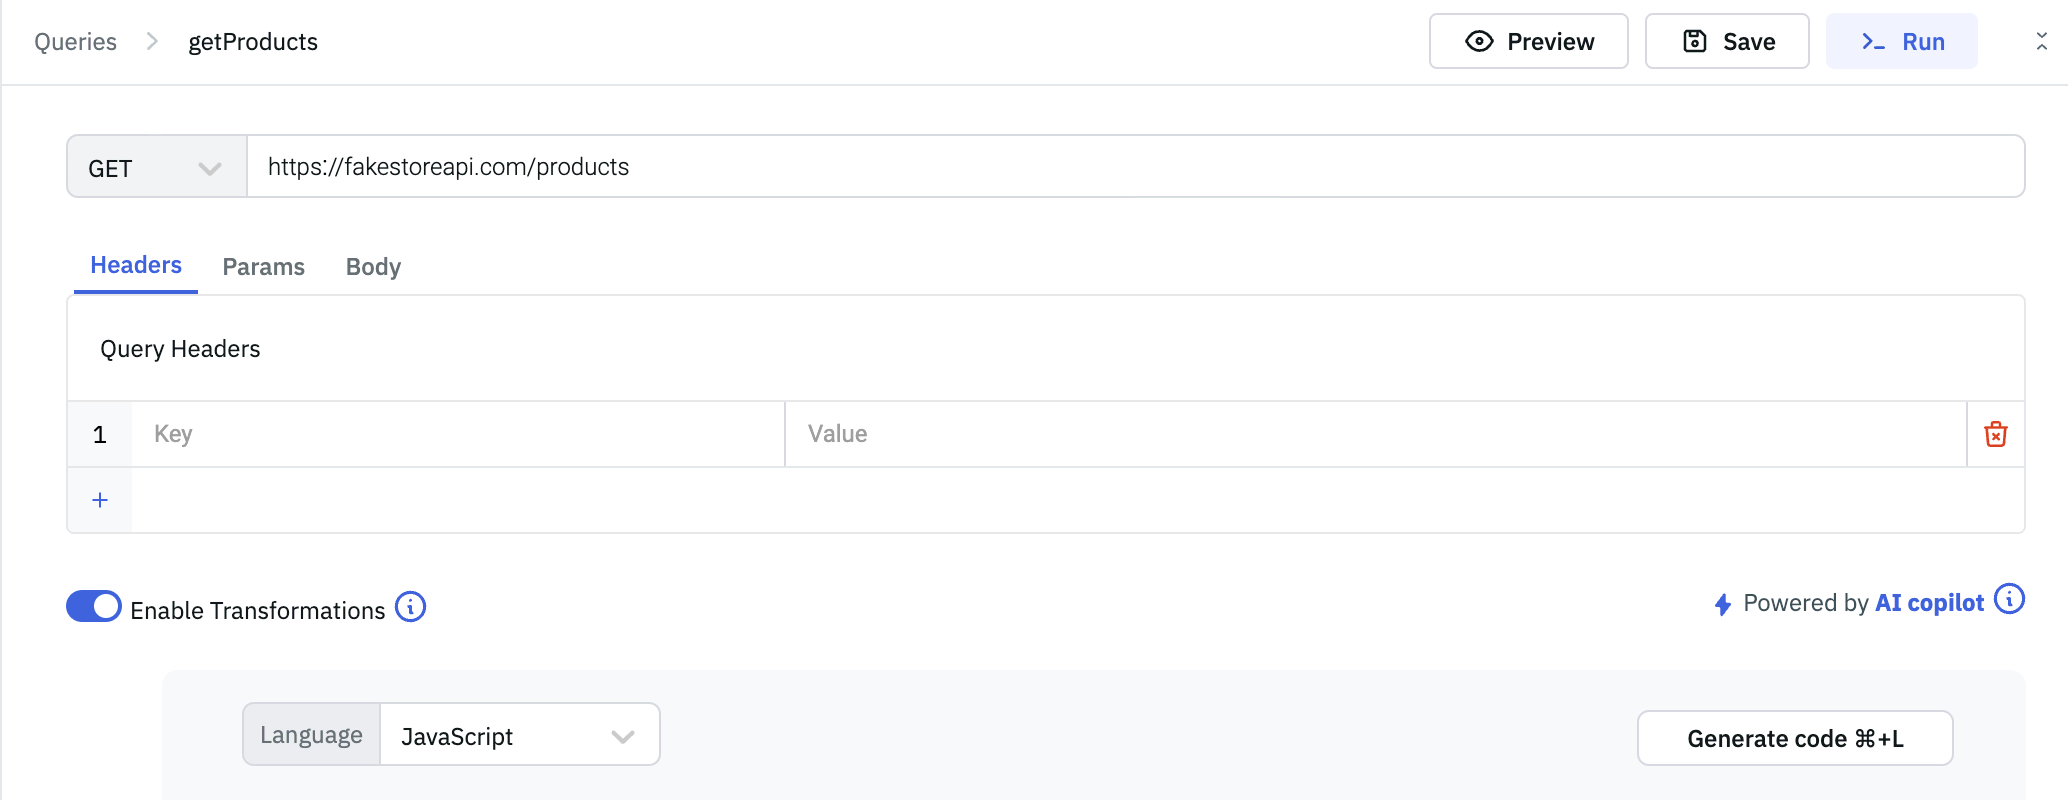 Queries > getProducts Preview Save Run
GET https://fakestoreapi.com/products
Headers Params Body
Query Headers
1 Key Value
+
Enable Transformations Powered by AI copilot
Language JavaScript Generate code ⌘+L